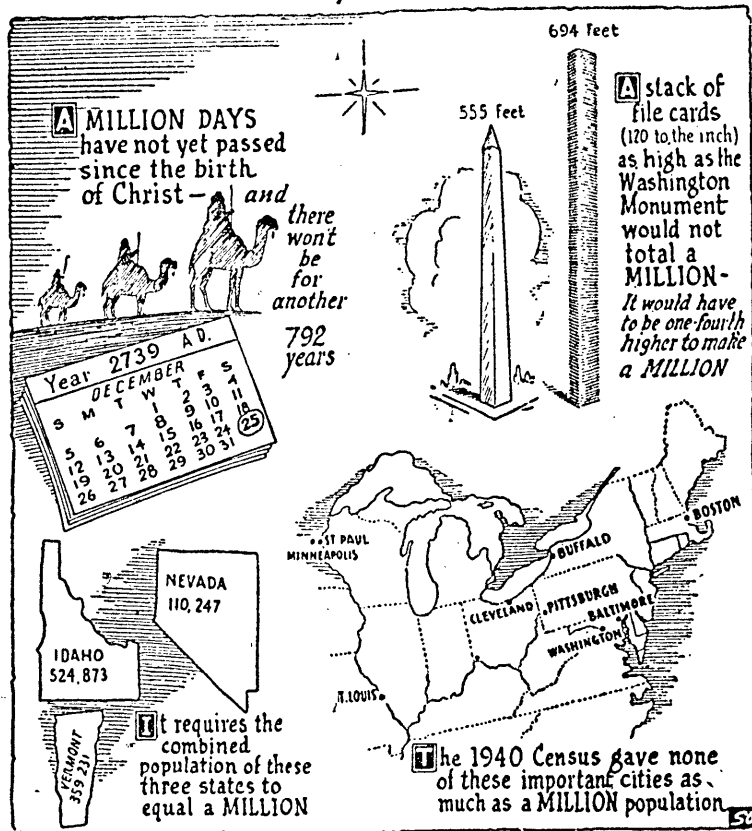 694 feet
555 feet
A MILLION DAYS
have not yet passed
since the birth
of Christ — and
there
won't
be
for
another
792
years
A stack of
file cards
(120 to the inch)
as high as the
Washington
Monument
would not
total a
MILLION-
It would have
to be one-fourth
higher to make
a MILLION
Year 2739 A.D.
DECEMBER
S M T W T F S
1 2 3 4
5 6 7 8 9 10 11
12 13 14 15 16 17 18
19 20 21 22 23 24 25
26 27 28 29 30 31
IDAHO
524,873
NEVADA
110,247
VERMONT
359 231
It requires the
combined
population of these
three states to
equal a MILLION
ST PAUL
MINNEAPOLIS
BOSTON
BUFFALO
CLEVELAND
PITTSBURGH
BALTIMORE
WASHINGTON
ST. LOUIS
The 1940 Census gave none
of these important cities as
much as a MILLION population